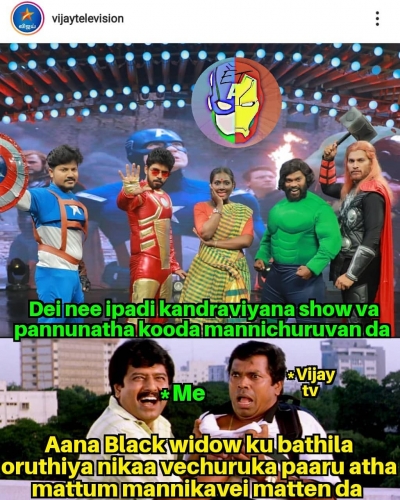 விஜய்
vijaytelevision
Dei nee ipadi kandraviyana show va
pannunatha kooda mannichuruvan da
*Me
*Vijay
tv
Aana Black widow ku bathila
oruthiya nikaa vechuruka paaru atha
mattum mannikavei matten da